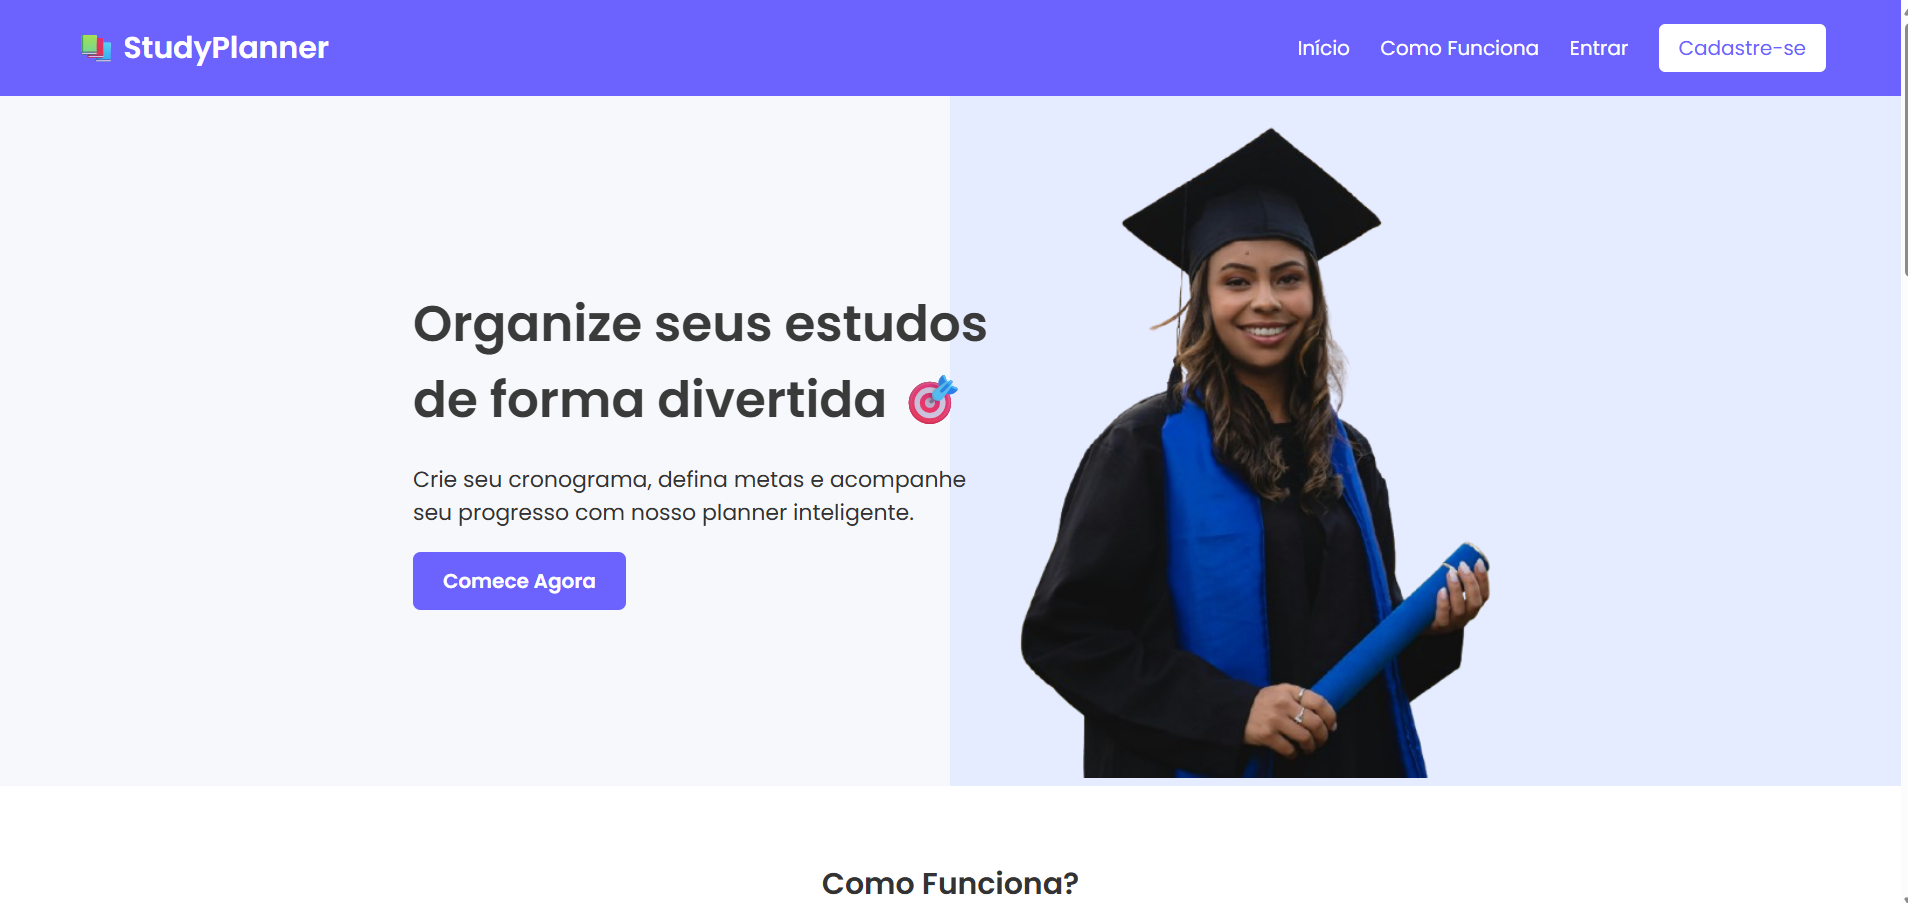 StudyPlanner
Início
Como Funciona
Entrar
Cadastre-se
Organize seus estudos
de forma divertida 🎯
Crie seu cronograma, defina metas e acompanhe
seu progresso com nosso planner inteligente.
Comece Agora
Como Funciona?